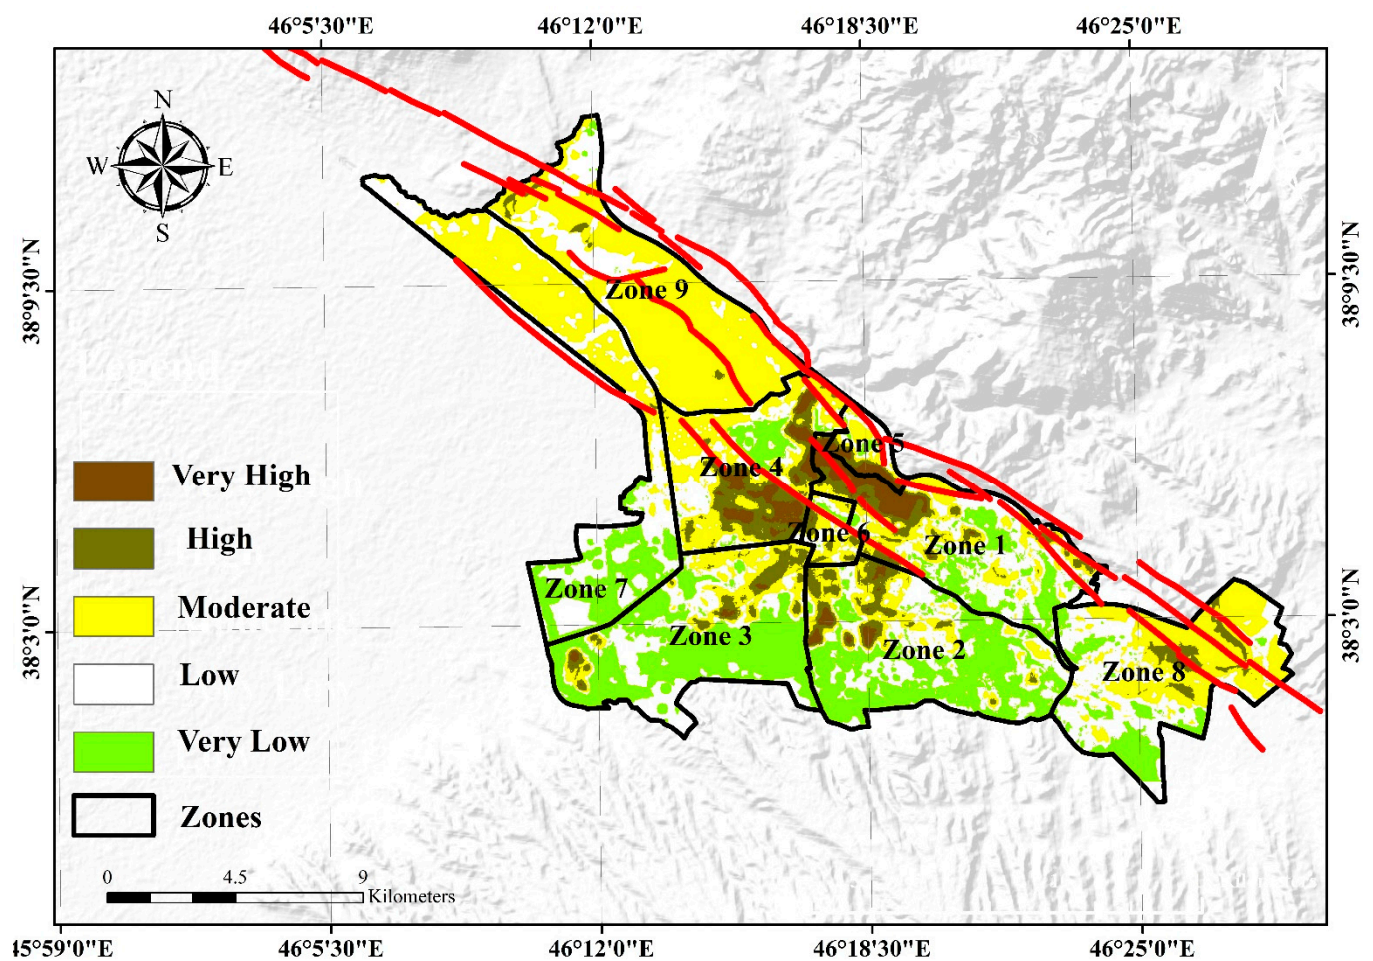 46°5'30"E 46°12'0"E 46°18'30"E 46°25'0"E
N
W E
S
38°9'30"N 38°9'30"N
Zone 9
Zone 5
Zone 4
Zone 6
Zone 1
Zone 7
Zone 3
Zone 2
Zone 8
38°3'0"N 38°3'0"N
Very High
High
Moderate
Low
Very Low
Zones
0 4.5 9
Kilometers
45°59'0"E 46°5'30"E 46°12'0"E 46°18'30"E 46°25'0"E